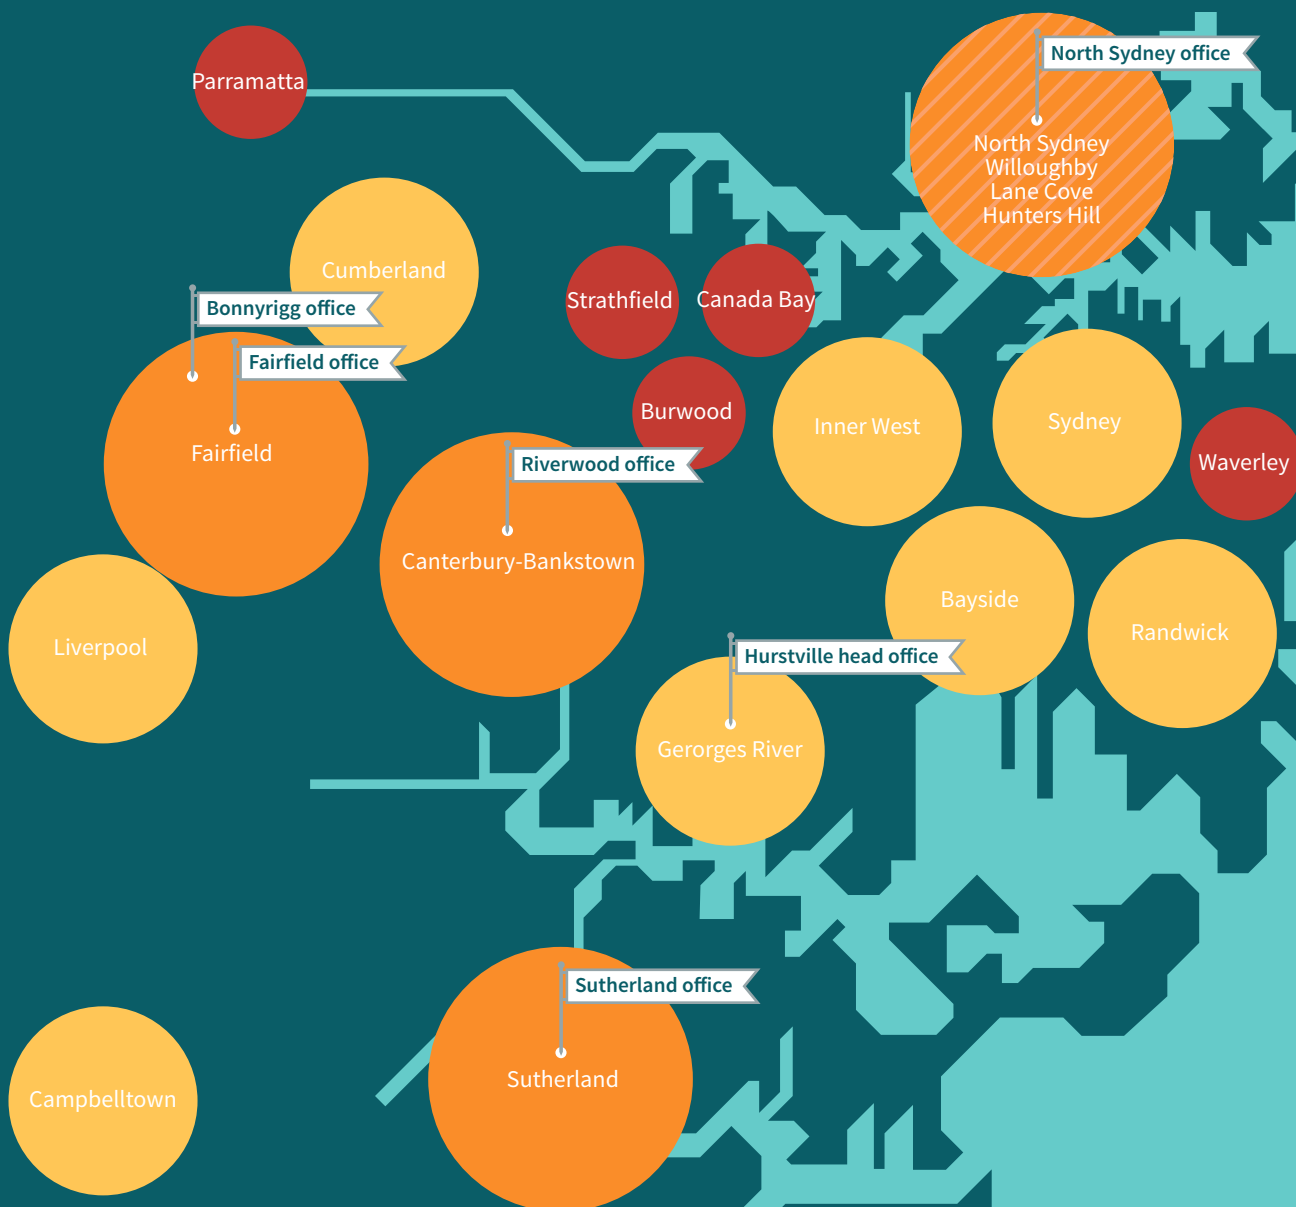 Parramatta
North Sydney office
North Sydney
Willoughby
Lane Cove
Hunters Hill
Cumberland
Strathfield
Canada Bay
Bonnyrigg office
Fairfield office
Fairfield
Burwood
Inner West
Sydney
Waverley
Riverwood office
Canterbury-Bankstown
Liverpool
Bayside
Randwick
Hurstville head office
Gerorges River
Sutherland office
Sutherland
Campbelltown